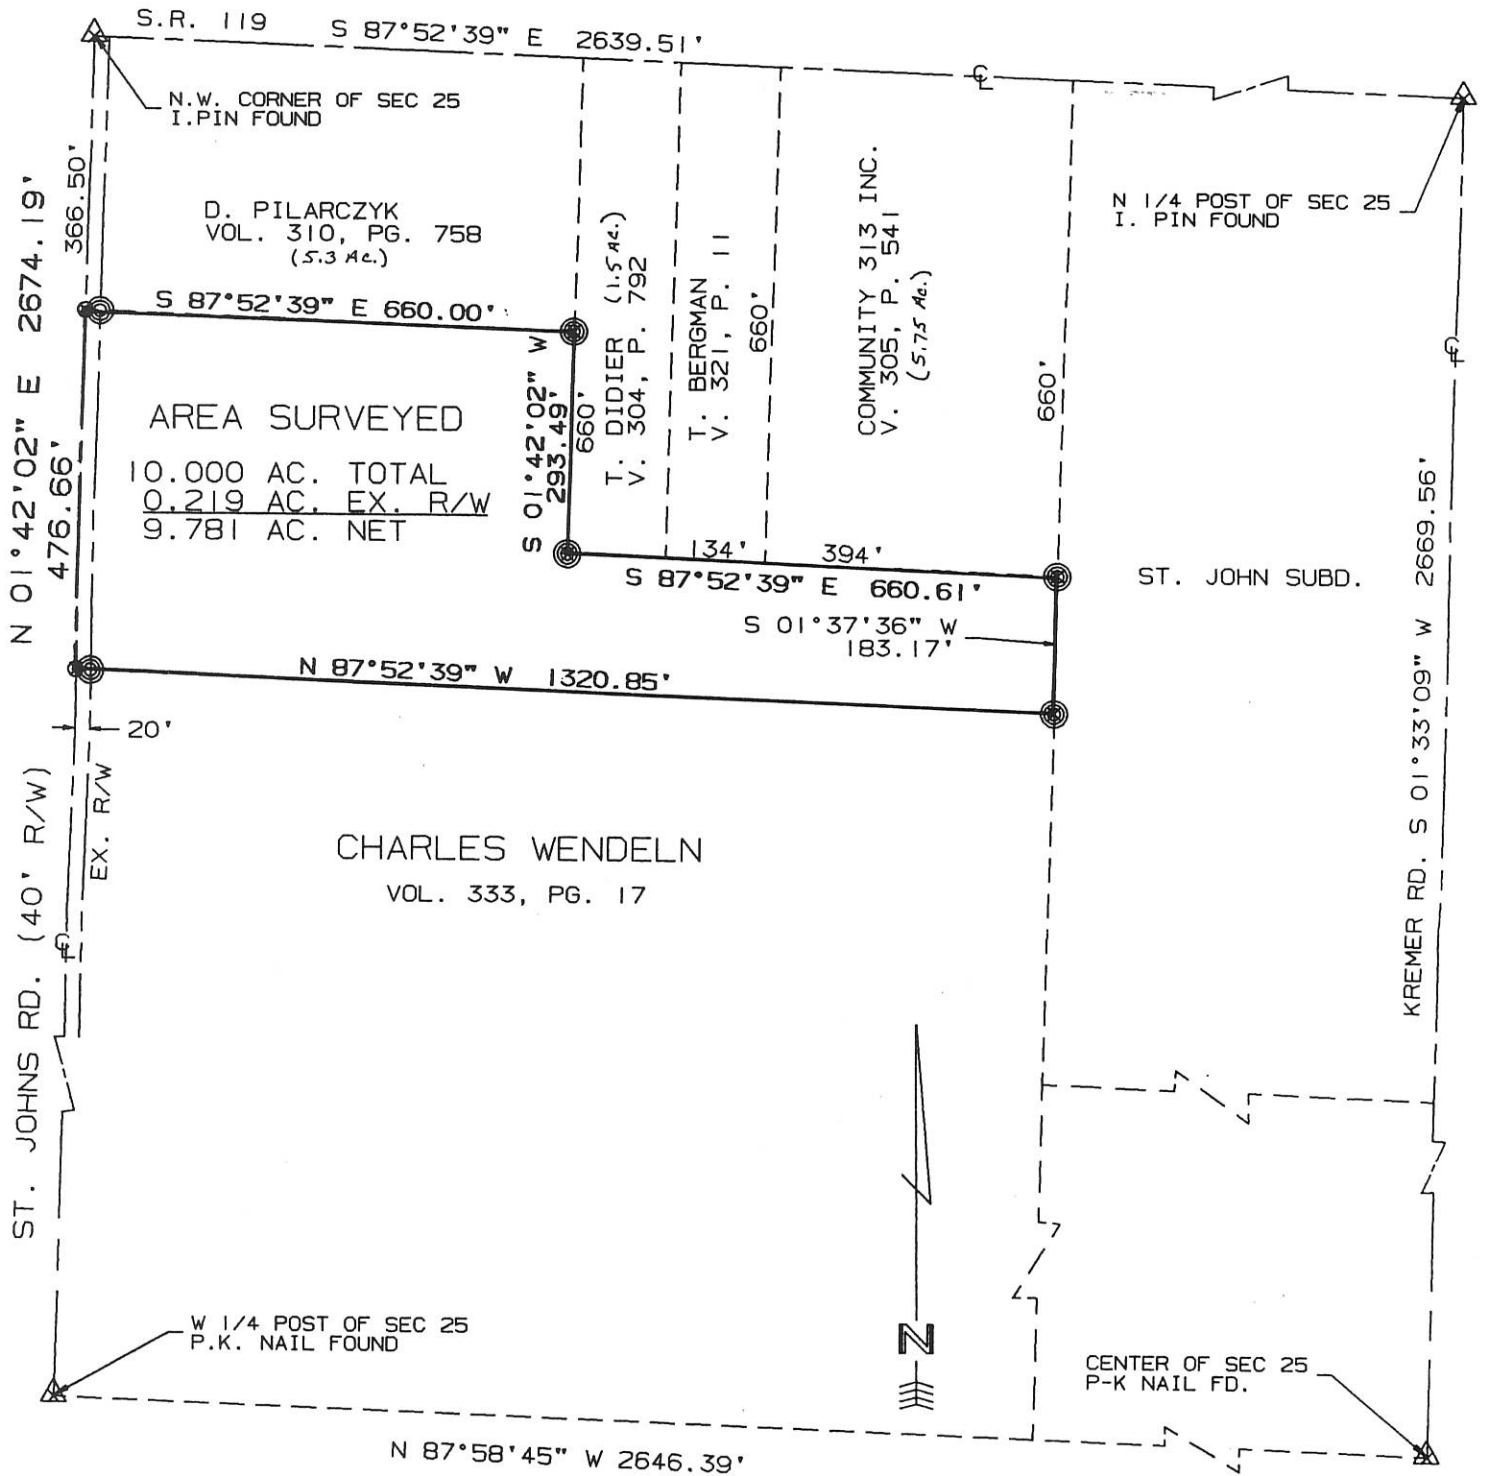 S.R. 119 S 87°52'39" E 2639.51'
N.W. CORNER OF SEC 25
I.PIN FOUND
N 1/4 POST OF SEC 25
I. PIN FOUND
366.50'
N 01°42'02" E 2674.19'
D. PILARCZYK
VOL. 310, PG. 758
(5.3 Ac.)
S 87°52'39" E 660.00'
T. DIDIER (1.5 Ac.)
V. 304, P. 792
T. BERGMAN
V. 321, P. 11
660'
COMMUNITY 313 INC.
V. 305, P. 541
(5.75 Ac.)
660'
S 01°42'02" W
293.49'
660'
AREA SURVEYED
10.000 AC. TOTAL
0.219 AC. EX. R/W
9.781 AC. NET
476.66'
134' 394'
S 87°52'39" E 660.61'
ST. JOHN SUBD.
S 01°37'36" W
183.17'
N 87°52'39" W 1320.85'
20'
EX. R/W
ST. JOHNS RD. (40' R/W)
KREMER RD. S 01°33'09" W 2669.56'
CHARLES WENDELN
VOL. 333, PG. 17
N
W 1/4 POST OF SEC 25
P.K. NAIL FOUND
CENTER OF SEC 25
P-K NAIL FD.
N 87°58'45" W 2646.39'